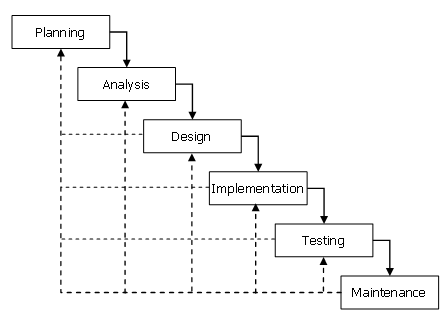 Planning
Analysis
Design
Implementation
Testing
Maintenance